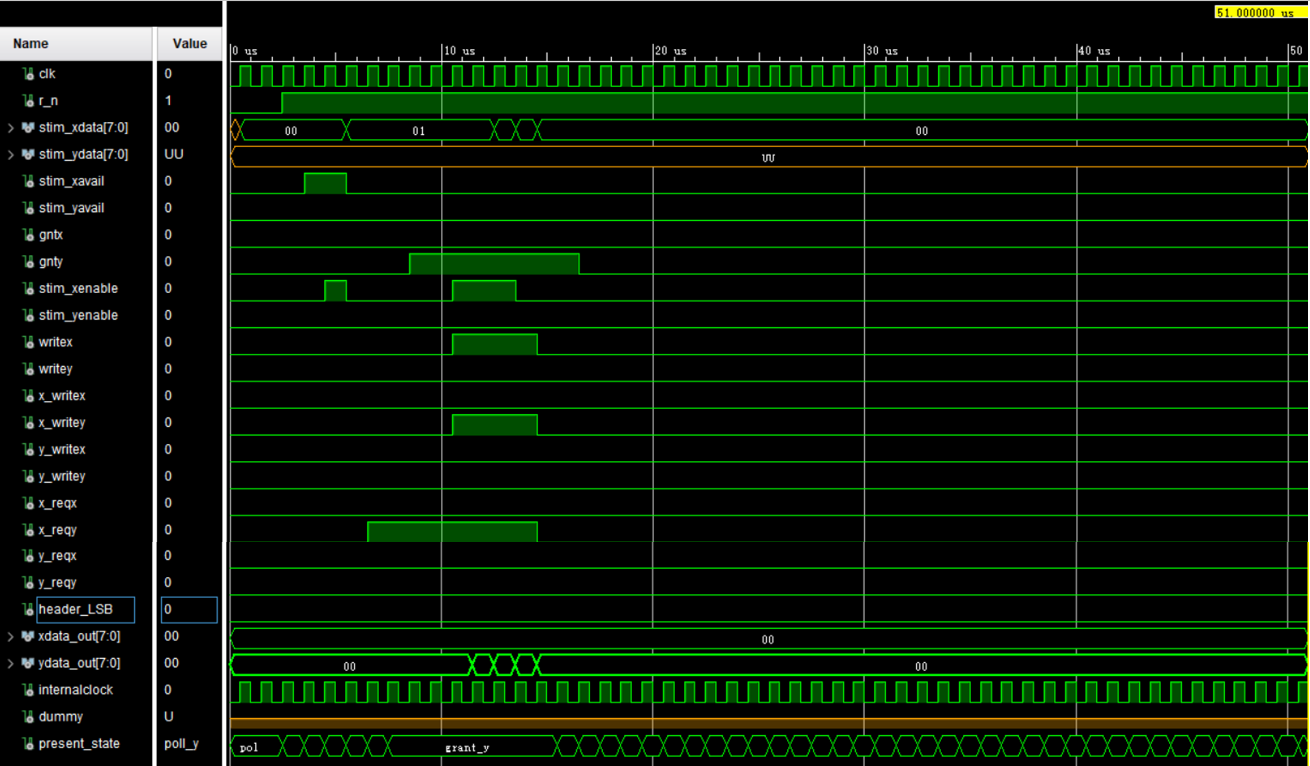 51.000000 us
Name Value
0 us 10 us 20 us 30 us 40 us 50
clk 0
r_n 1
stim_xdata[7:0] 00 00 01 00
stim_ydata[7:0] UU UU
stim_xavail 0
stim_yavail 0
gntx 0
gnty 0
stim_xenable 0
stim_yenable 0
writex 0
writey 0
x_writex 0
x_writey 0
y_writex 0
y_writey 0
x_reqx 0
x_reqy 0
y_reqx 0
y_reqy 0
header_LSB 0
xdata_out[7:0] 00 00
ydata_out[7:0] 00 00 00
internalclock 0
dummy U
present_state poll_y pol grant_y